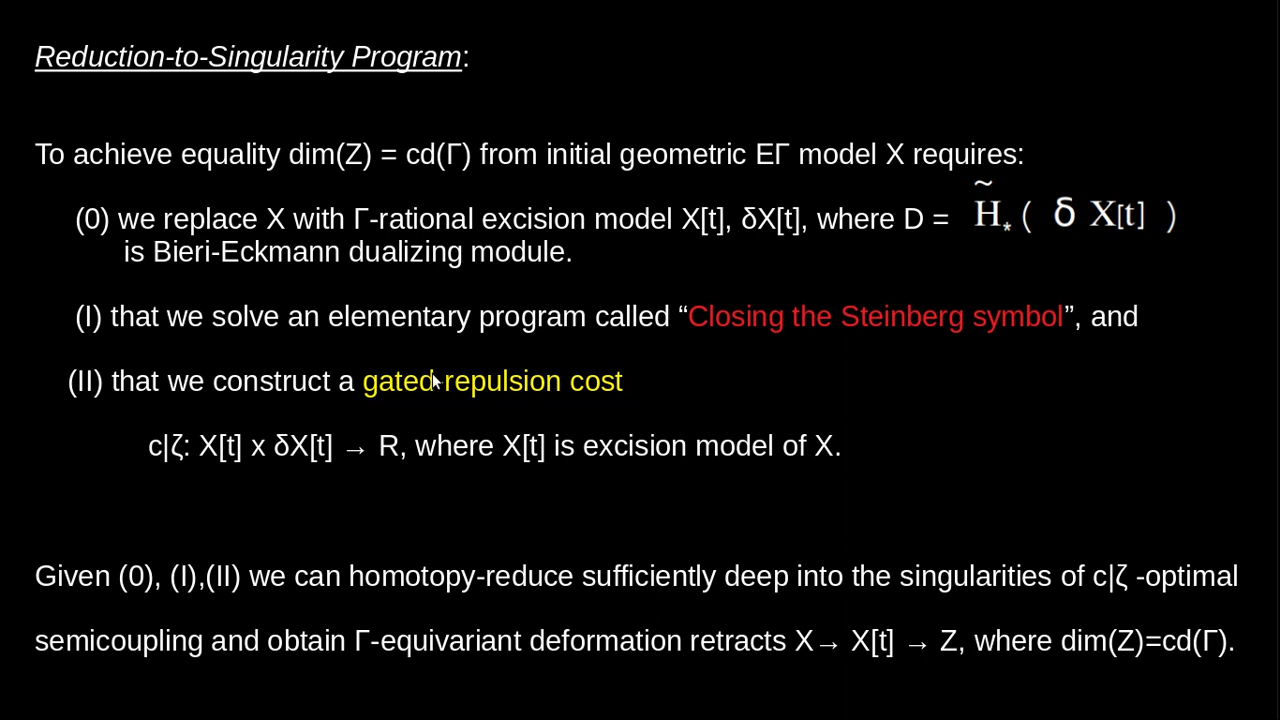 Reduction-to-Singularity Program:
To achieve equality dim(Z) = cd(Γ) from initial geometric EΓ model X requires:
(0) we replace X with Γ-rational excision model X[t], δX[t], where D = H̃_* ( δ X[t] )
is Bieri-Eckmann dualizing module.
(I) that we solve an elementary program called “Closing the Steinberg symbol”, and
(II) that we construct a gated repulsion cost
c|ζ: X[t] x δX[t] → R, where X[t] is excision model of X.
Given (0), (I),(II) we can homotopy-reduce sufficiently deep into the singularities of c|ζ -optimal
semicoupling and obtain Γ-equivariant deformation retracts X→ X[t] → Z, where dim(Z)=cd(Γ).